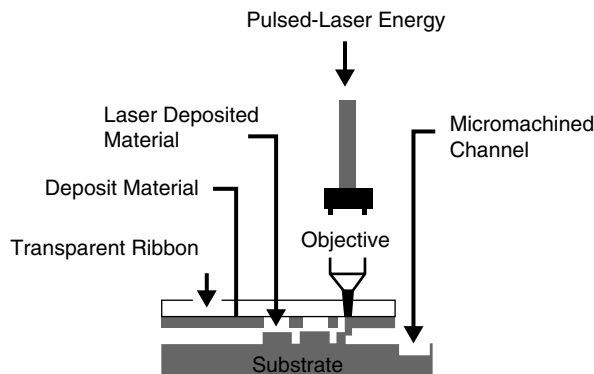 Pulsed-Laser Energy
Laser Deposited
Material
Micromachined
Channel
Deposit Material
Transparent Ribbon
Objective
Substrate